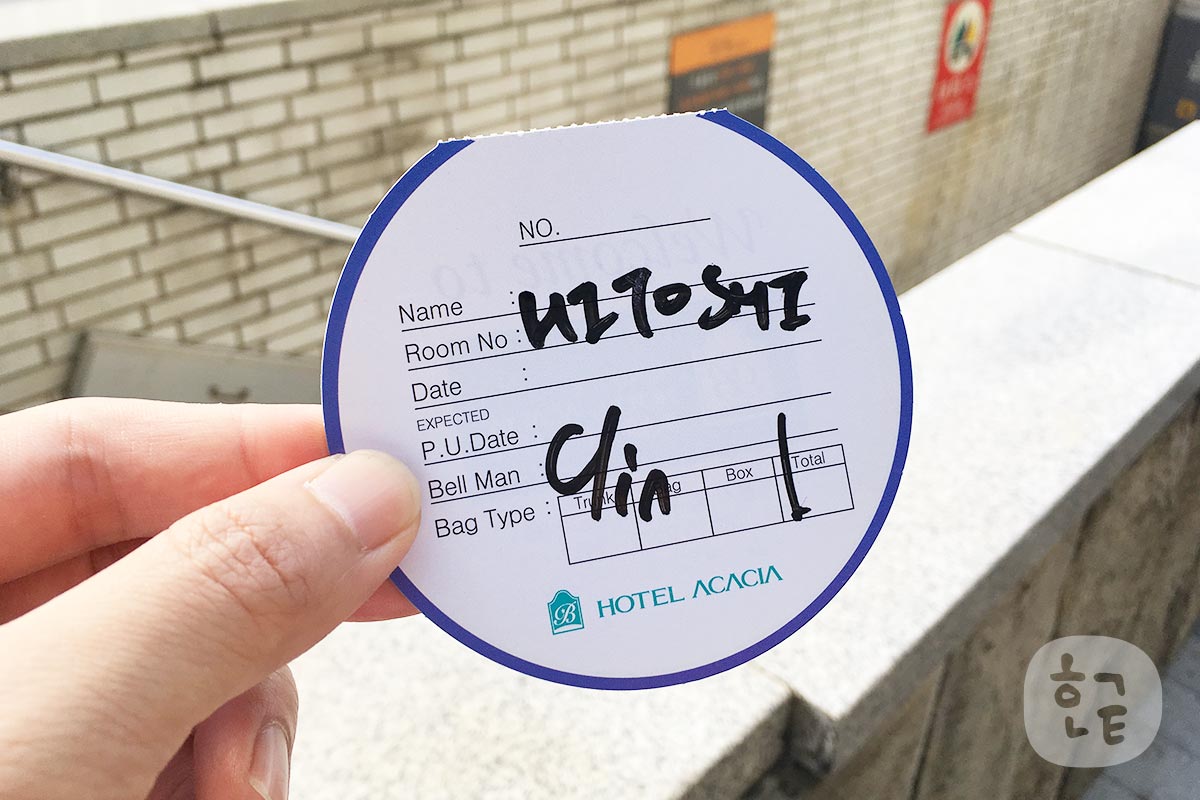 NO.
Name :
HIROSHI
Room No :
Date :
EXPECTED
P.U.Date :
c/in 1
Bell Man :
Bag Type : Trunk Bag Box Total
HOTEL ACACIA